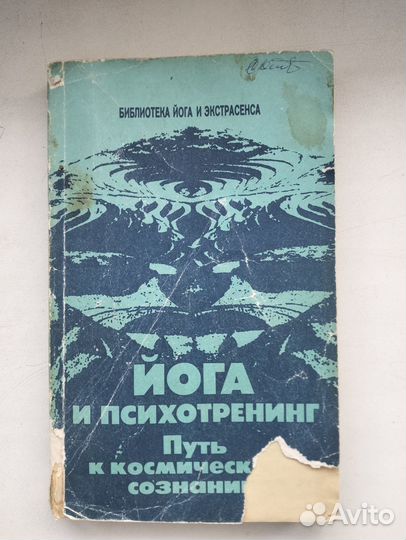 БИБЛИОТЕКА ЙОГА И ЭКСТРАСЕНСА
ЙОГА
И ПСИХОТРЕНИНГ
Путь
к космическ
сознани
Avito